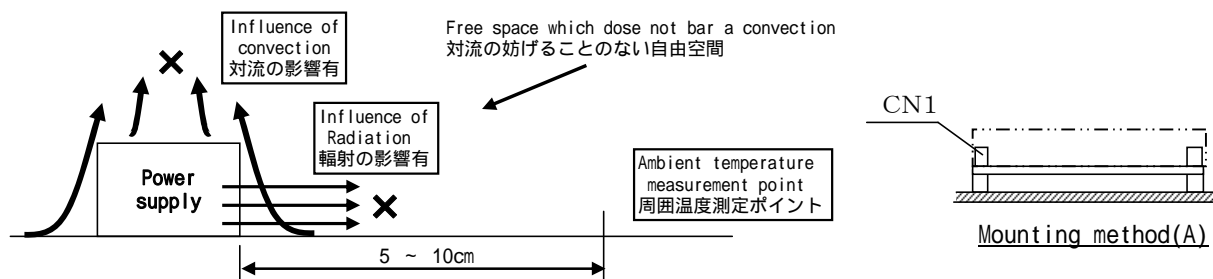 Influence of
convection
対流の影響有
Free space which dose not bar a convection
対流の妨げることのない自由空間
Influence of
Radiation
輻射の影響有
Power
supply
Ambient temperature
measurement point
周囲温度測定ポイント
5 ~ 10cm
CN1
Mounting method(A)